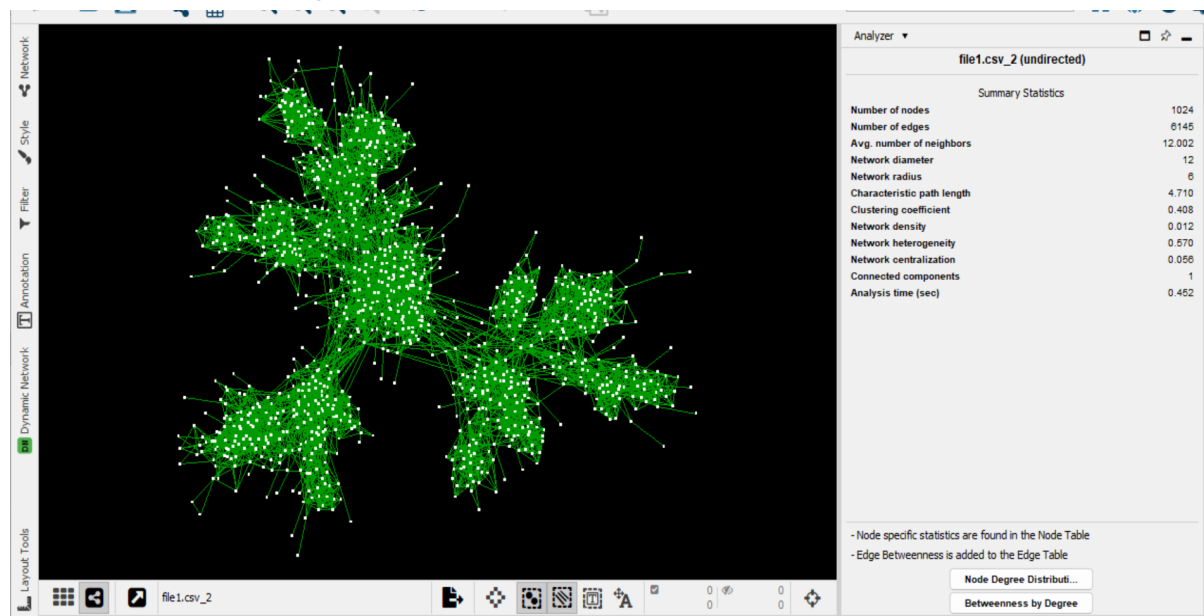 Network
Style
Filter
Annotation
Dynamic Network
Layout Tools
Analyzer
file1.csv_2 (undirected)
Summary Statistics
Number of nodes 1024
Number of edges 6145
Avg. number of neighbors 12.002
Network diameter 12
Network radius 6
Characteristic path length 4.710
Clustering coefficient 0.408
Network density 0.012
Network heterogeneity 0.570
Network centralization 0.056
Connected components 1
Analysis time (sec) 0.452
- Node specific statistics are found in the Node Table
- Edge Betweenness is added to the Edge Table
Node Degree Distributi...
Betweenness by Degree
file1.csv_2
0 0
0 0